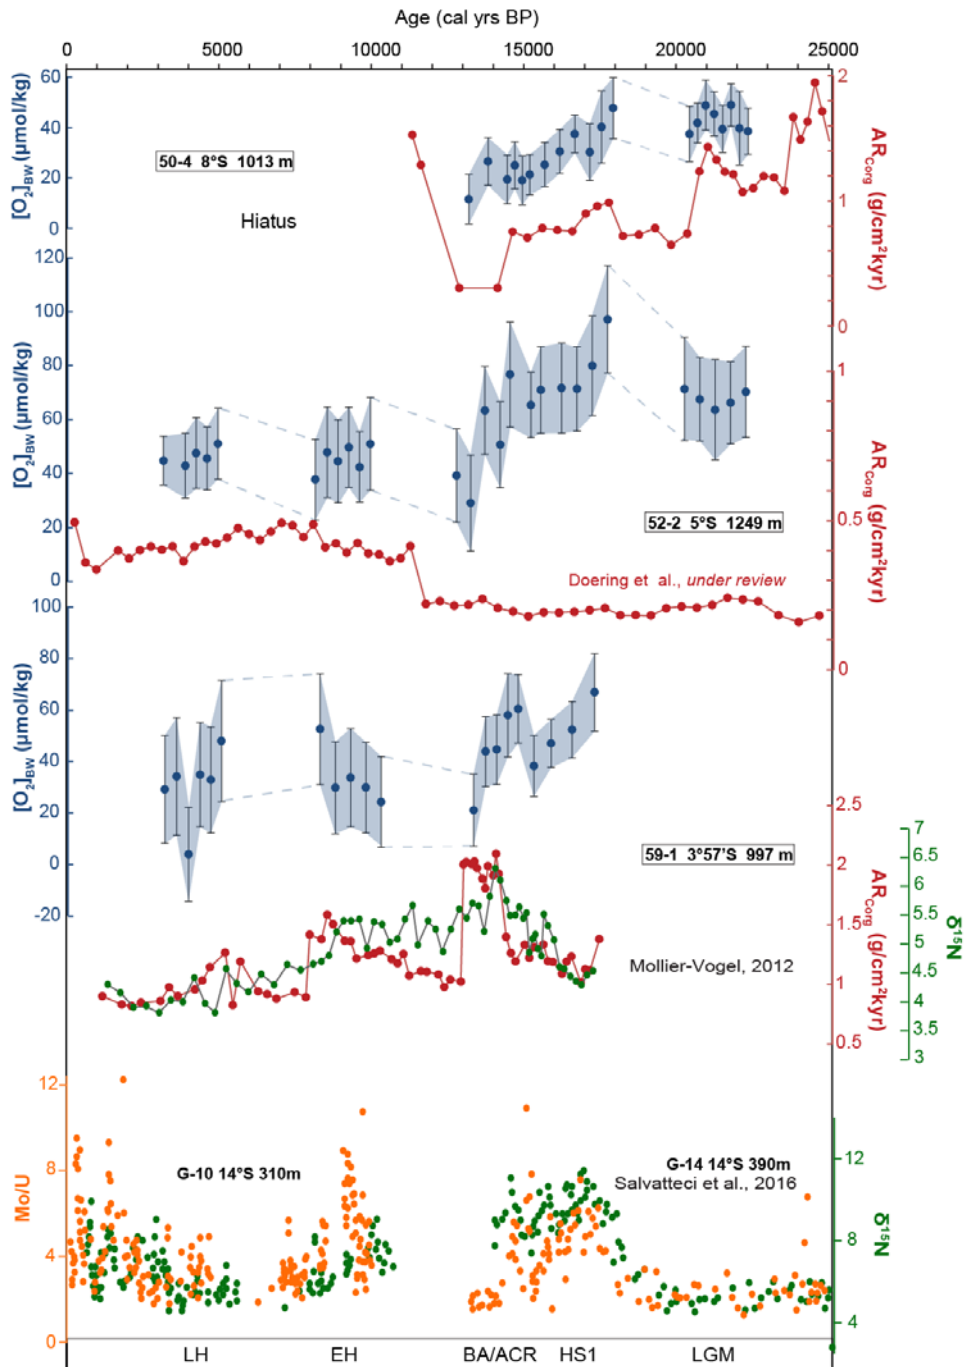 Age (cal yrs BP)
0 5000 10000 15000 20000 25000
60
40
20
0
[O2]BW (μmol/kg)
50-4 8°S 1013 m
Hiatus
2
1
0
ARCorg (g/cm²kyr)
120
100
80
60
40
20
0
[O2]BW (μmol/kg)
52-2 5°S 1249 m
Doering et al., under review
1
0.5
0
ARCorg (g/cm²kyr)
100
80
60
40
20
0
-20
[O2]BW (μmol/kg)
59-1 3°57'S 997 m
Mollier-Vogel, 2012
2.5
2
1.5
1
0.5
ARCorg (g/cm²kyr)
7
6.5
6
5.5
5
4.5
4
3.5
3
δ15N
12
8
4
0
Mo/U
G-10 14°S 310m
G-14 14°S 390m
Salvatteci et al., 2016
12
8
4
δ15N
LH EH BA/ACR HS1 LGM